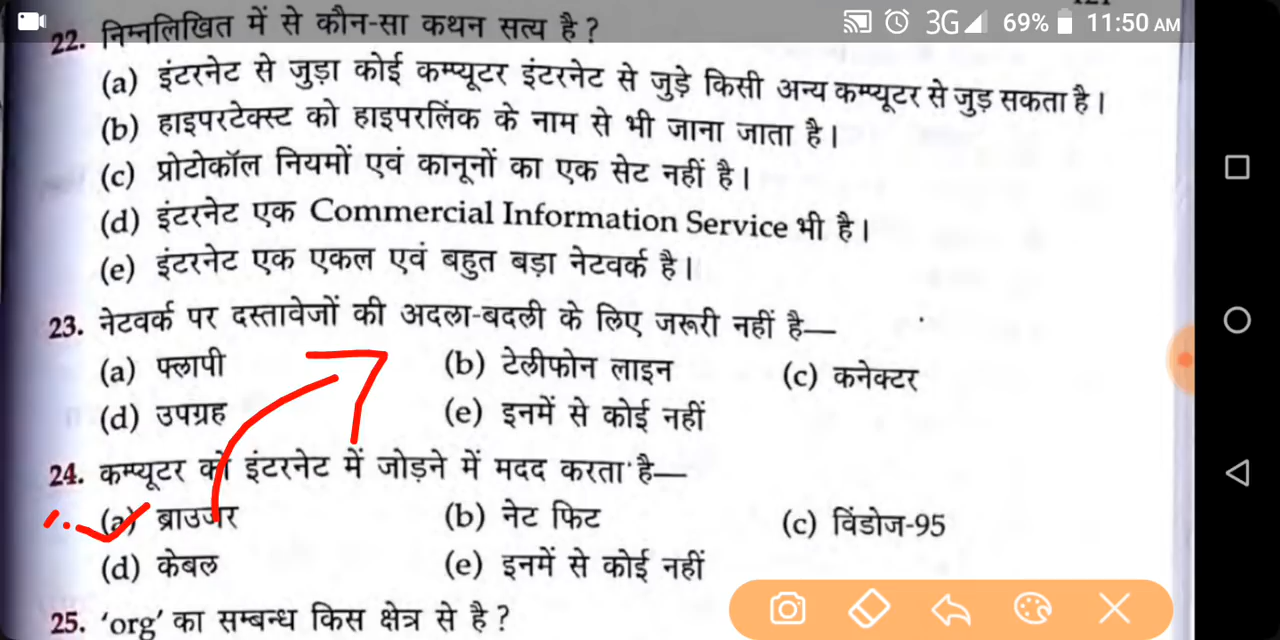 3G 69% 11:50 AM
22. निम्नलिखित में से कौन-सा कथन सत्य है ?
(a) इंटरनेट से जुड़ा कोई कम्प्यूटर इंटरनेट से जुड़े किसी अन्य कम्प्यूटर से जुड़ सकता है।
(b) हाइपरटेक्स्ट को हाइपरलिंक के नाम से भी जाना जाता है।
(c) प्रोटोकॉल नियमों एवं कानूनों का एक सेट नहीं है।
(d) इंटरनेट एक Commercial Information Service भी है।
(e) इंटरनेट एक एकल एवं बहुत बड़ा नेटवर्क है।
23. नेटवर्क पर दस्तावेजों की अदला-बदली के लिए जरूरी नहीं है—
(a) फ्लापी (b) टेलीफोन लाइन (c) कनेक्टर
(d) उपग्रह (e) इनमें से कोई नहीं
24. कम्प्यूटर को इंटरनेट में जोड़ने में मदद करता है—
(a) ब्राउजर (b) नेट फिट (c) विंडोज-95
(d) केबल (e) इनमें से कोई नहीं
25. ‘org’ का सम्बन्ध किस क्षेत्र से है ?